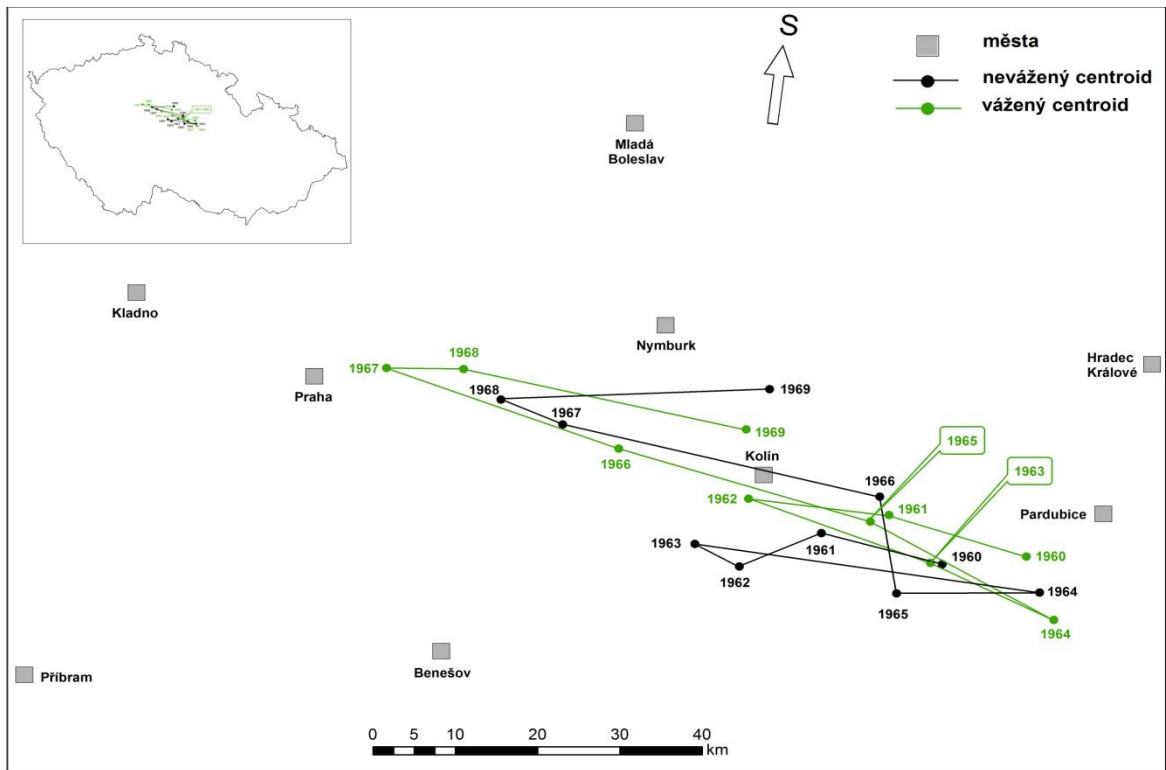 S
města
nevážený centroid
vážený centroid
Mladá
Boleslav
Kladno
Nymburk
Hradec
Králové
Praha
1967
1968
1968
1969
1967
1969
1966
Kolín
1965
1963
1966
1962
1961
Pardubice
1963
1961
1960
1960
1962
1964
1965
1964
Benešov
Příbram
0 5 10 20 30 40
km